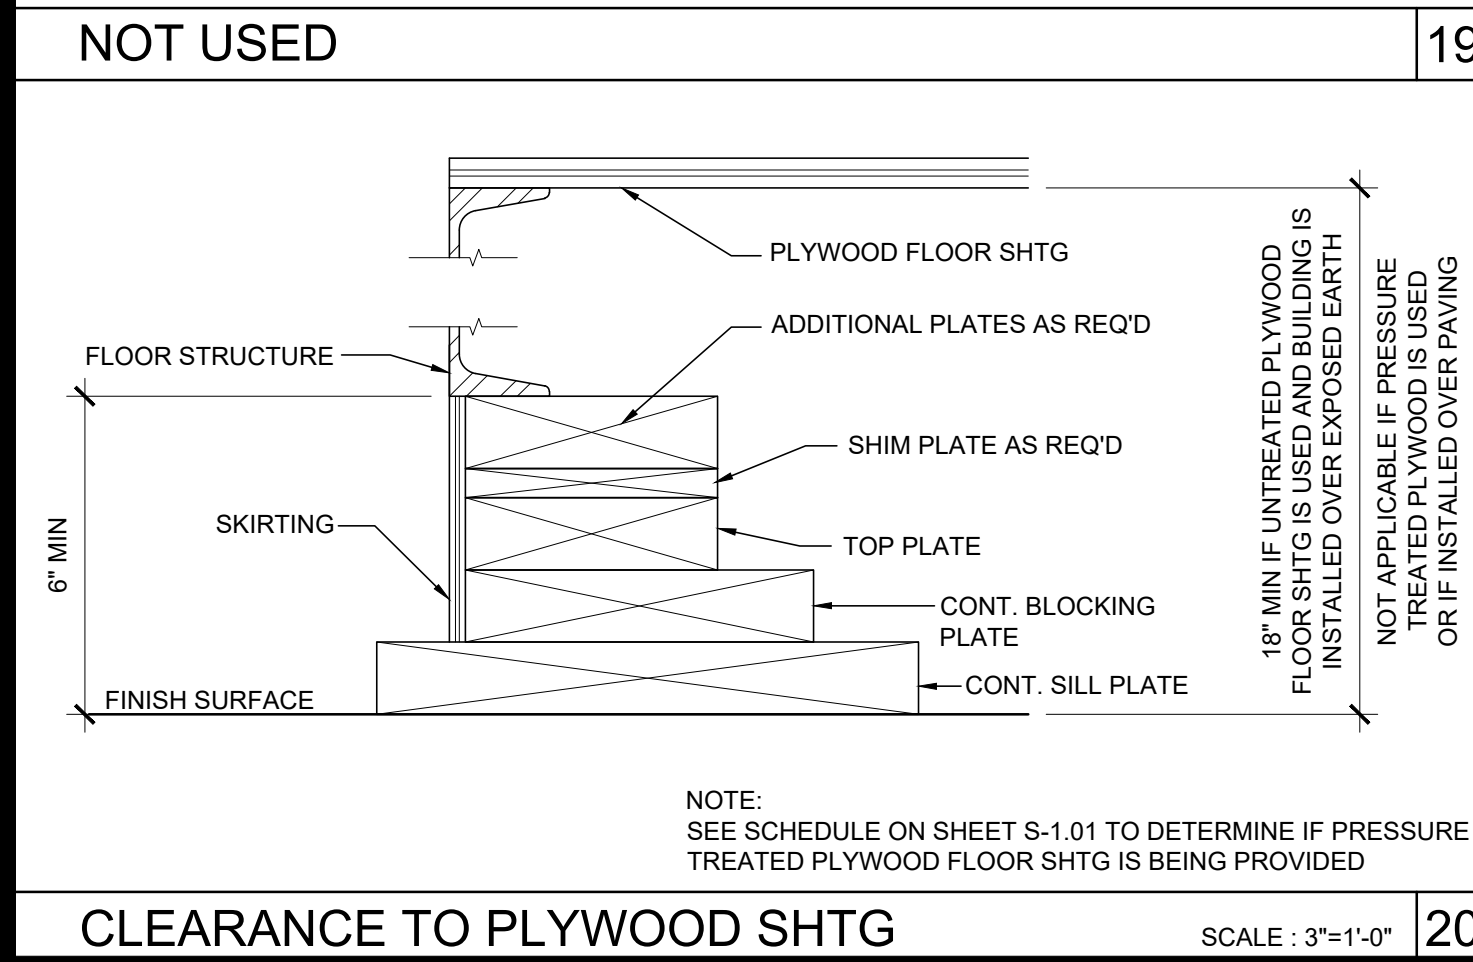 NOT USED
19
PLYWOOD FLOOR SHTG
ADDITIONAL PLATES AS REQ'D
FLOOR STRUCTURE
SHIM PLATE AS REQ'D
SKIRTING
TOP PLATE
6" MIN
CONT. BLOCKING
PLATE
CONT. SILL PLATE
FINISH SURFACE
18" MIN IF UNTREATED PLYWOOD
FLOOR SHTG IS USED AND BUILDING IS
INSTALLED OVER EXPOSED EARTH
NOT APPLICABLE IF PRESSURE
TREATED PLYWOOD IS USED
OR IF INSTALLED OVER PAVING
NOTE:
SEE SCHEDULE ON SHEET S-1.01 TO DETERMINE IF PRESSURE
TREATED PLYWOOD FLOOR SHTG IS BEING PROVIDED
CLEARANCE TO PLYWOOD SHTG
SCALE : 3"=1'-0"
20